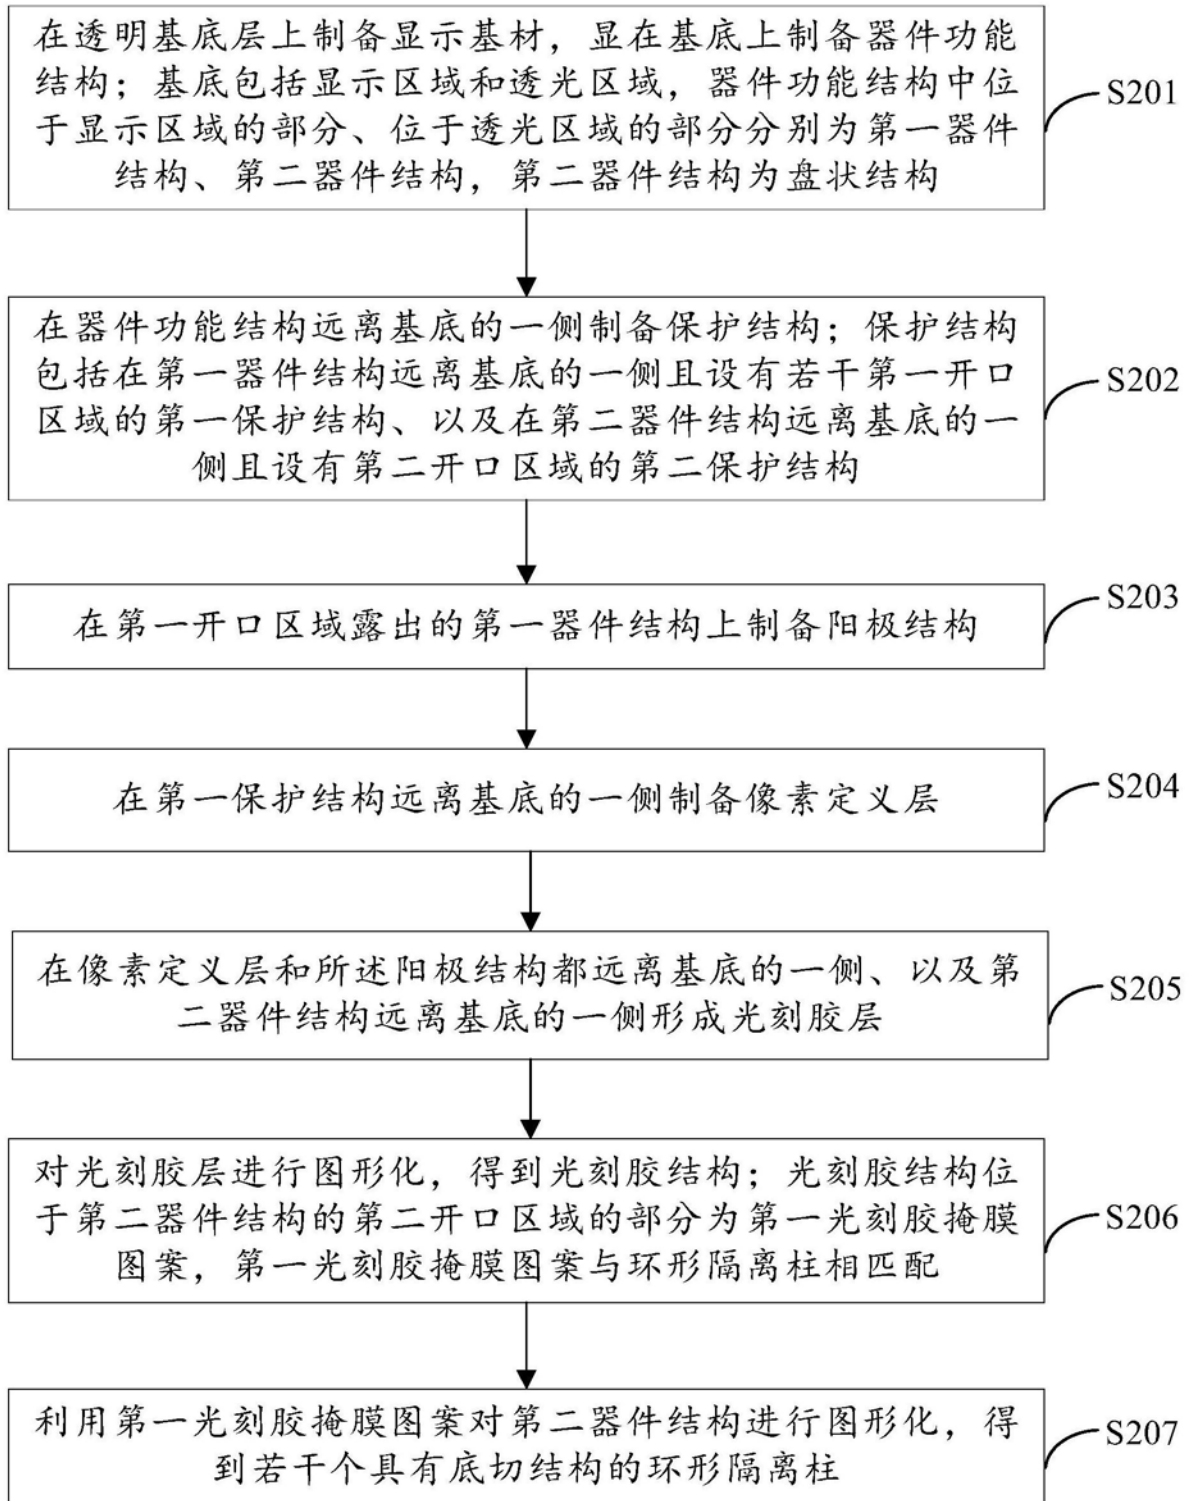 在透明基底层上制备显示基材，显在基底上制备器件功能
结构；基底包括显示区域和透光区域，器件功能结构中位
于显示区域的部分、位于透光区域的部分分别为第一器件
结构、第二器件结构，第二器件结构为盘状结构
S201
在器件功能结构远离基底的一侧制备保护结构；保护结构
包括在第一器件结构远离基底的一侧且设有若干第一开口
区域的第一保护结构、以及在第二器件结构远离基底的一
侧且设有第二开口区域的第二保护结构
S202
在第一开口区域露出的第一器件结构上制备阳极结构
S203
在第一保护结构远离基底的一侧制备像素定义层
S204
在像素定义层和所述阳极结构都远离基底的一侧、以及第
二器件结构远离基底的一侧形成光刻胶层
S205
对光刻胶层进行图形化，得到光刻胶结构；光刻胶结构位
于第二器件结构的第二开口区域的部分为第一光刻胶掩膜
图案，第一光刻胶掩膜图案与环形隔离柱相匹配
S206
利用第一光刻胶掩膜图案对第二器件结构进行图形化，得
到若干个具有底切结构的环形隔离柱
S207